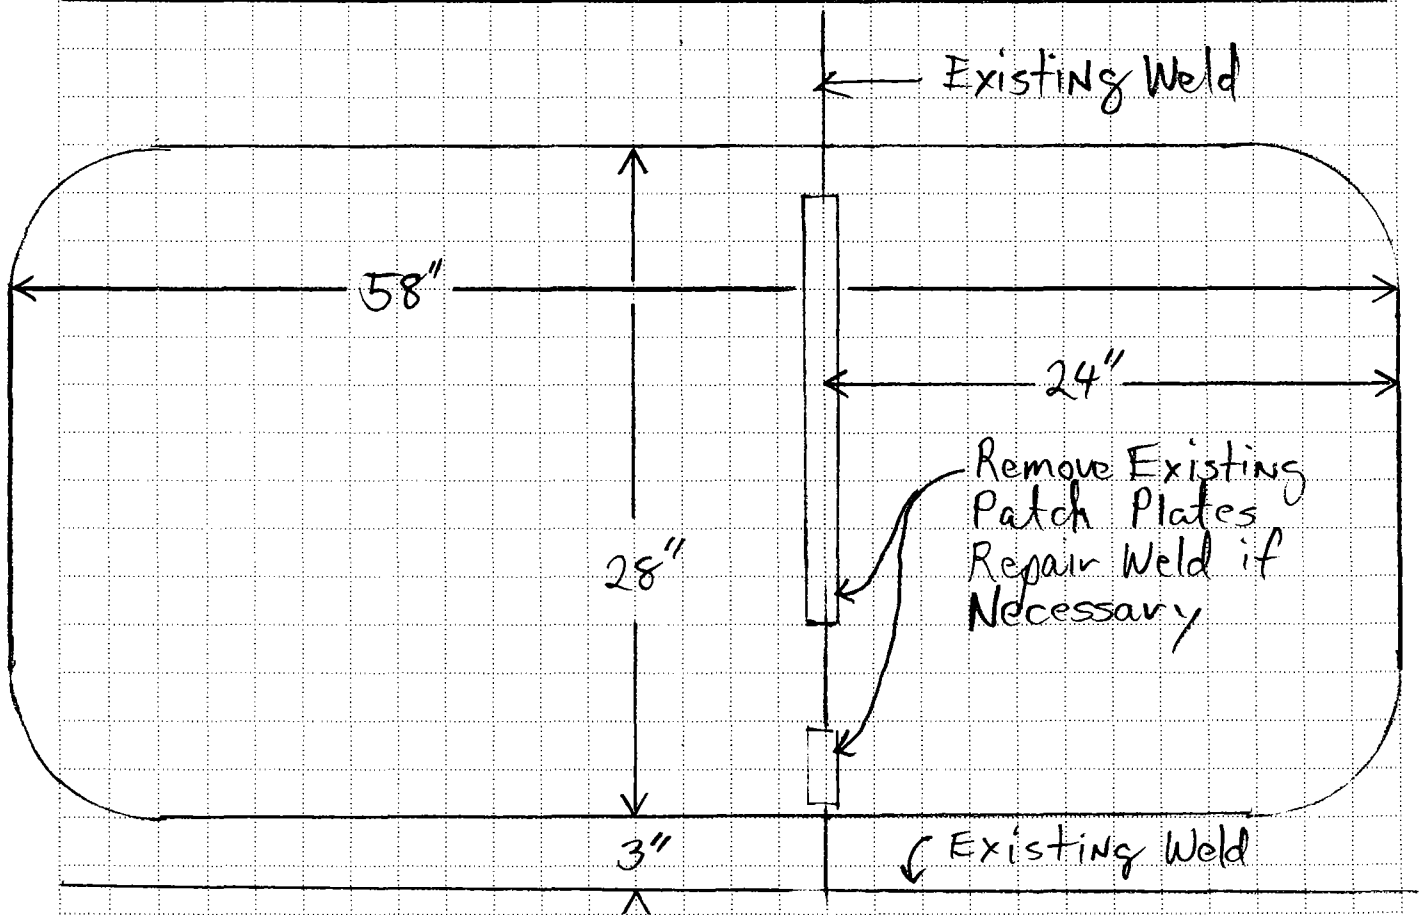 Existing Weld
58"
24"
Remove Existing
Patch Plates
Repair Weld if
Necessary
28"
3"
Existing Weld